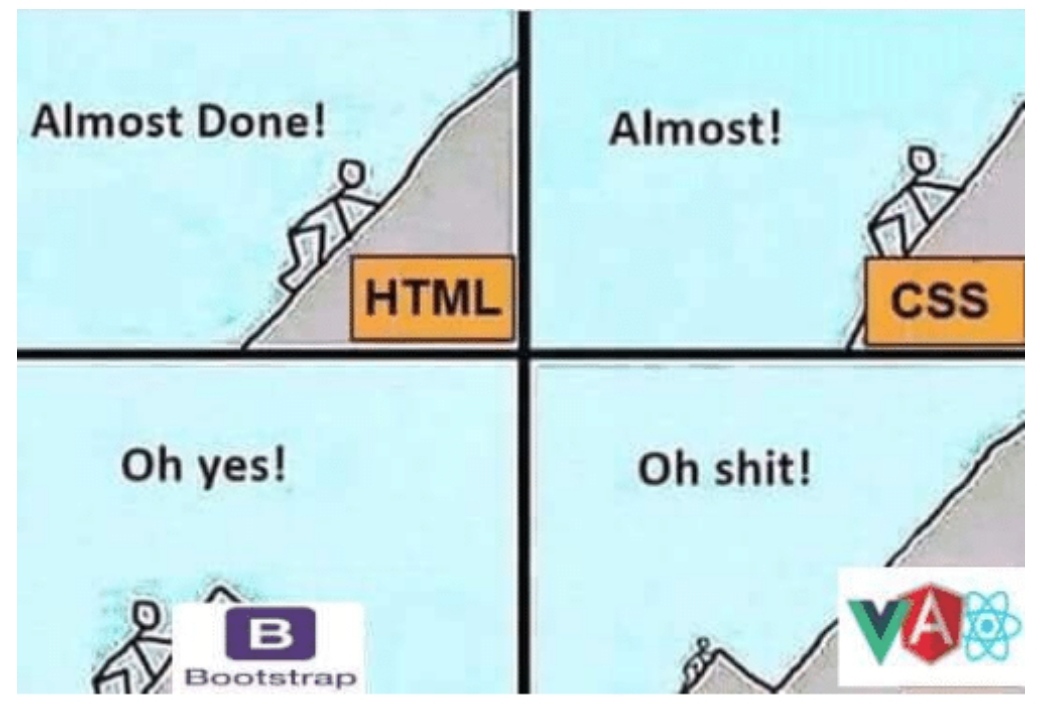 Almost Done!
HTML
Almost!
CSS
Oh yes!
B
Bootstrap
Oh shit!
A